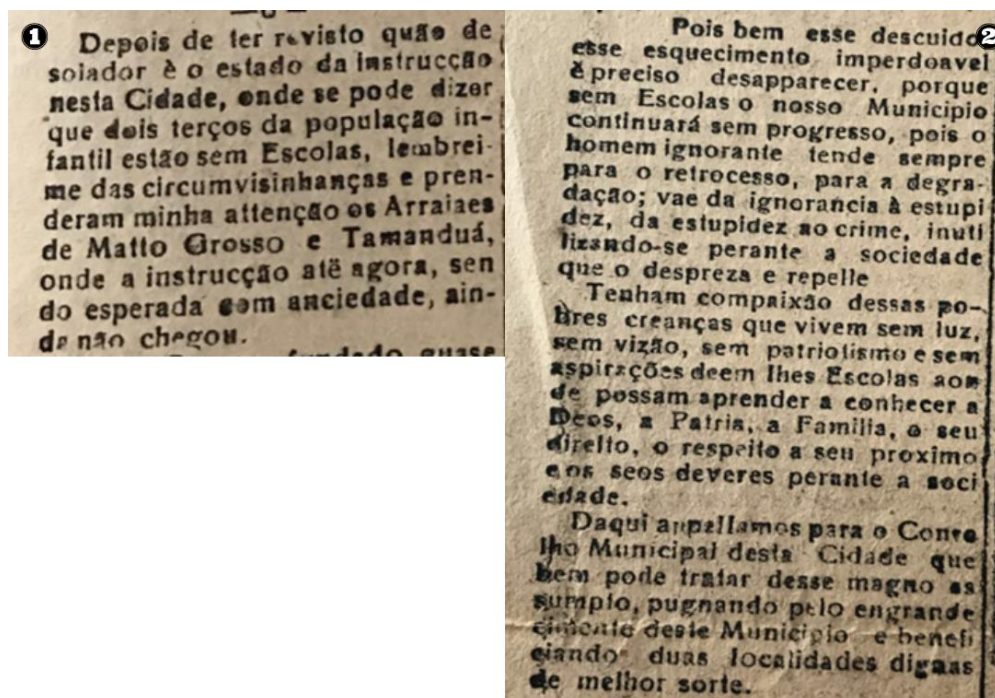 1
Depois de ter revisto quão de
solador è o estado da instrucção
nesta Cidade, onde se pode dizer
que dois terços da população in-
fantil estão sem Escolas, lembrei-
me das circumvisinhanças e pren-
deram minha attenção os Arraiaes
de Matto Grosso e Tamanduá,
onde a instrucção atê agora, sen
do esperada com anciedade, ain-
da não chegou.
fundado quase
2
Pois bem esse descuido
esse esquecimento imperdoavel
è preciso desapparecer, porque
sem Escolas o nosso Municipio
continuará sem progresso, pois o
homem ignorante tende sempre
para o retrocesso, para a degra-
dação; vae da ignorancia à estupi
dez, da estupidez ao crime, inuti
lizando-se perante a sociedade
que o despreza e repelle
Tenham compaixão dessas po-
bres creanças que vivem sem luz,
sem vizão, sem patriotismo e sem
aspirações deem lhes Escolas aon
de possam aprender a conhecer a
Deos, a Patria, a Familia, o seu
direito, o respeito a seu proximo
e os seos deveres perante a soci
edade.
Daqui appellamos para o Conse
lho Municipal desta Cidade que
bem pode tratar desse magno as
sumpto, pugnando pelo engrande
cimento deste Municipio e benefi
ciando duas localidades dignas
de melhor sorte.